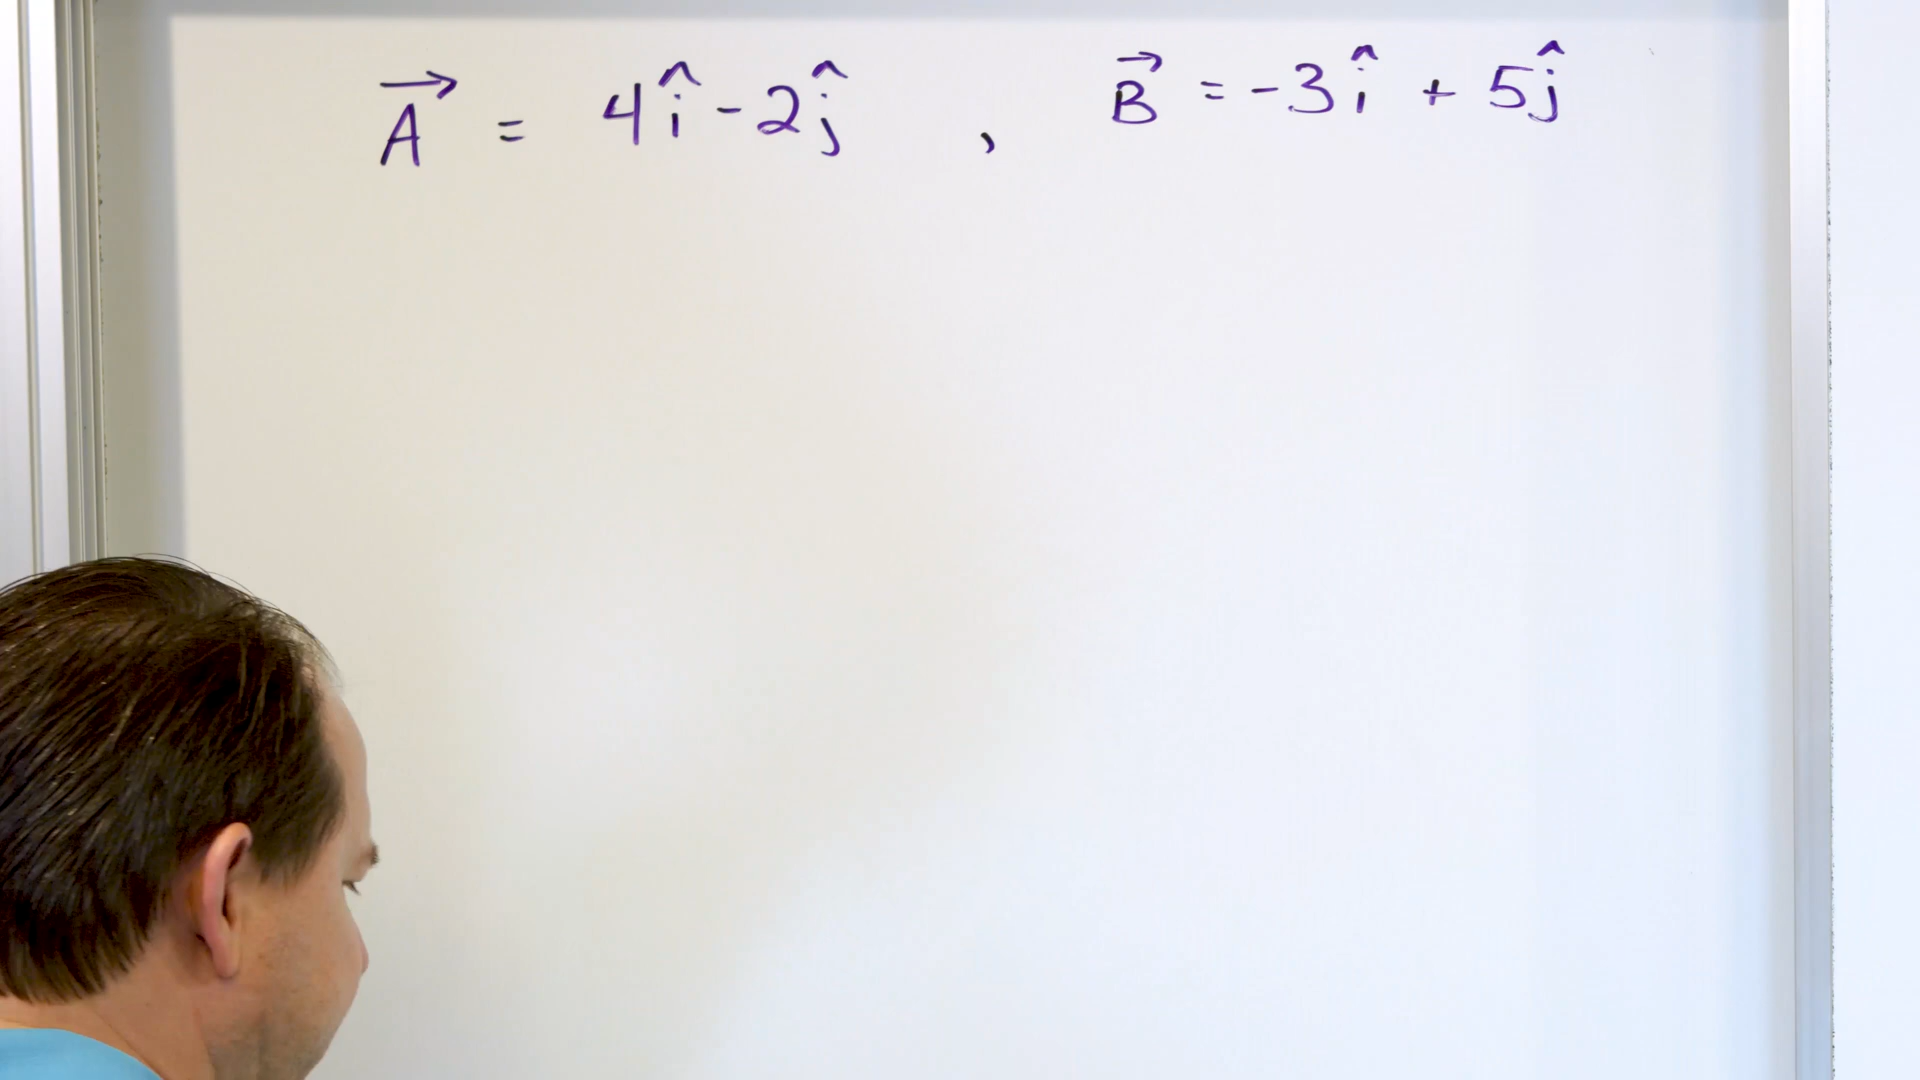 A⃗ = 4î - 2ĵ , B⃗ = -3î + 5ĵ